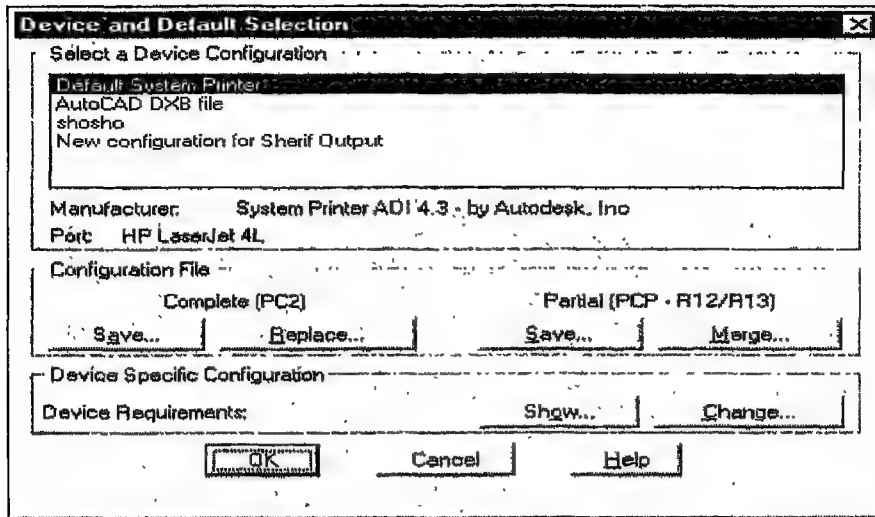 Device and Default Selection
Select a Device Configuration
Default System Printer
AutoCAD DXB file
shosho
New configuration for Sherif Output
Manufacturer: System Printer ADI 4.3 - by Autodesk, Inc
Port: HP LaserJet 4L
Configuration File
Complete (PC2) Partial (PCP - R12/R13)
Save... Replace... Save... Merge...
Device Specific Configuration
Device Requirements: Show... Change...
OK Cancel Help